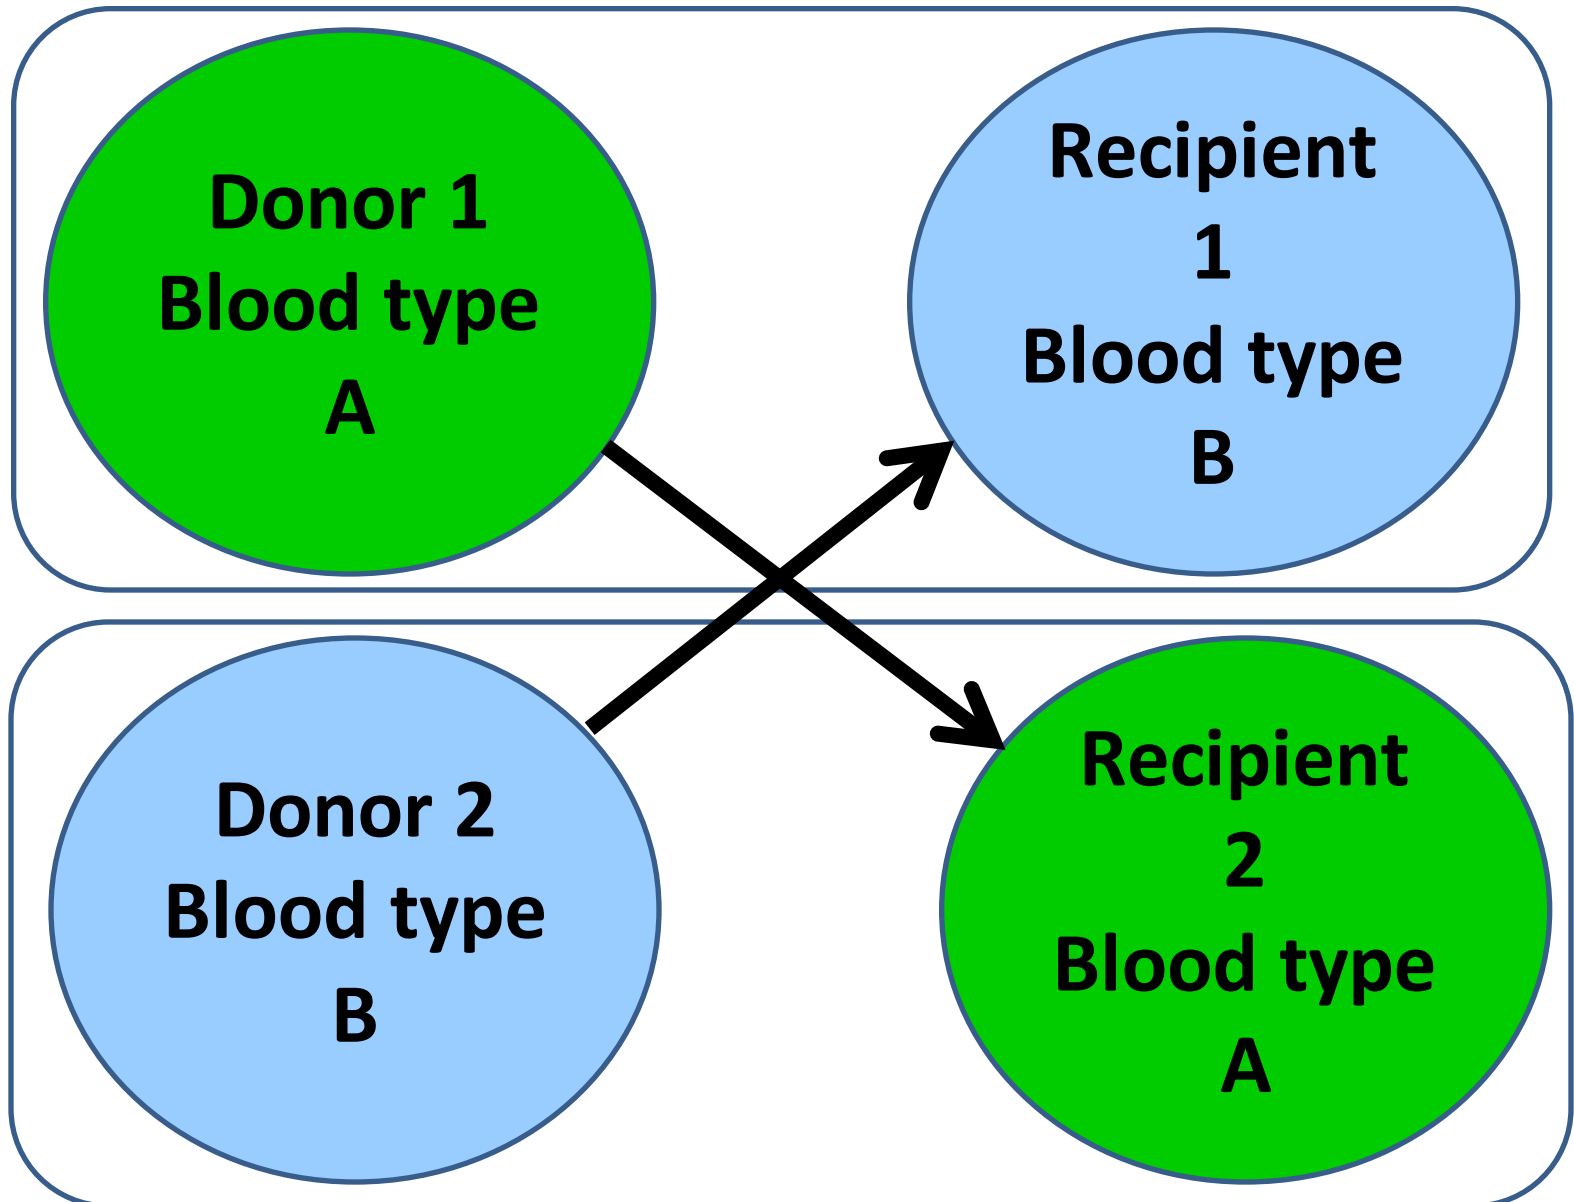 Donor 1
Blood type
A
Recipient
1
Blood type
B
Donor 2
Blood type
B
Recipient
2
Blood type
A